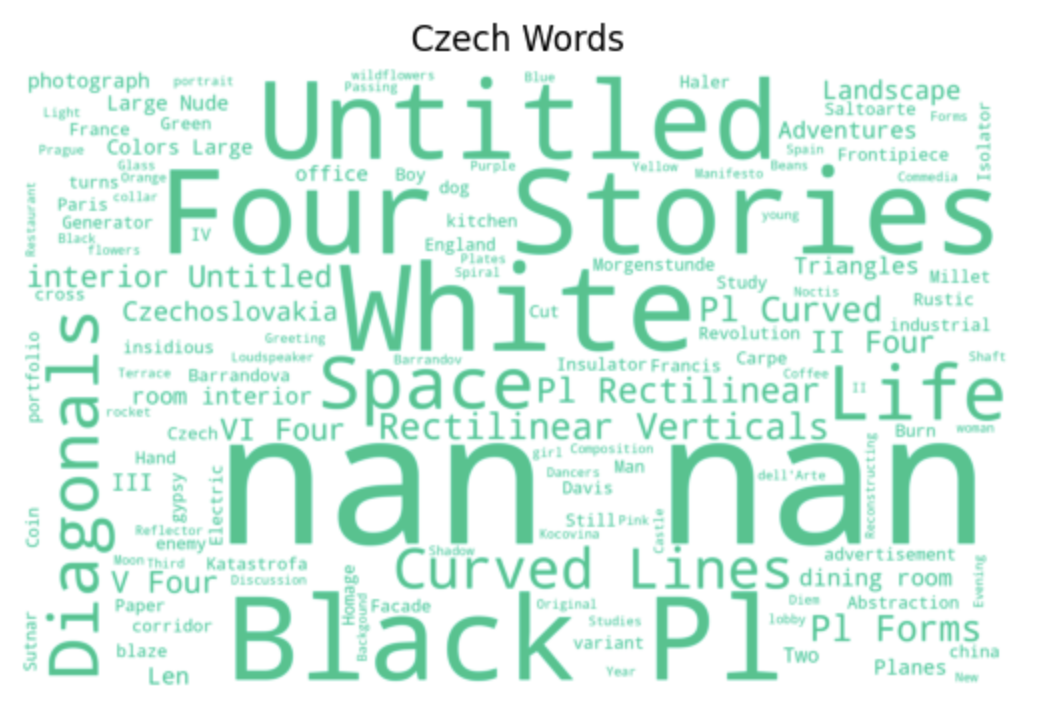 Czech Words
photograph
portrait
wildflowers
Passing
Untitled
Blue
Haler
Landscape
Light
Large Nude
Saltoarte
Forms
France
Green
Adventures
Isolator
Prague
Colors Large
Spain
Frontipiece
Glass
office
Boy
Purple
Yellow
Manifesto
Beans
Commedia
turns
Orange
collar
dog
Four Stories
Paris
Restaurant
Generator
IV
kitchen
young
Black
flowers
England
Plates
Spiral
Morgenstunde
Triangles
Millet
interior Untitled
White
Study
Noctis
Rustic
cross
Czechoslovakia
Cut
Pl Curved
industrial
Diagonals
Greeting
Revolution
II Four
portfolio
insidious
Loudspeaker
Barrandov
Insulator
Francis
Carpe
Shaft
Terrace
Barrandova
Space
Pl Rectilinear
Coffee
II
Life
room interior
rocket
Czech
VI Four
Rectilinear Verticals
Burn
woman
Hand
nan nan
girl
Composition
Man
Dancers
dell'Arte
Reconstructing
III
gypsy
Electric
Davis
Coin
Reflector
Still
Pink
Castle
enemy
Kocovina
Moon
Third
Katastrofa
Shadow
advertisement
V Four
Discussion
Curved Lines
dining room
Evening
Homage
Paper
Facade
Original
Diem
Abstraction
Sutnar
corridor
Backgound
Black Pl
Studies
lobby
Pl Forms
blaze
variant
Two
china
Len
Year
Planes
New